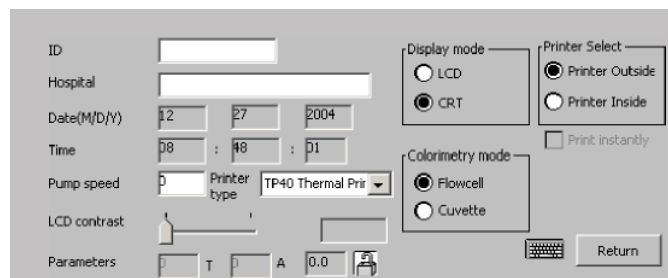 ID
Hospital
Date(M/D/Y) 12 27 2004
Time 08 : 48 : 01
Pump speed 0 Printer type TP40 Thermal Prir
LCD contrast
Parameters 0 T 0 A 0.0
Display mode
LCD
CRT
Colorimetry mode
Flowcell
Cuvette
Printer Select
Printer Outside
Printer Inside
Print instantly
Return